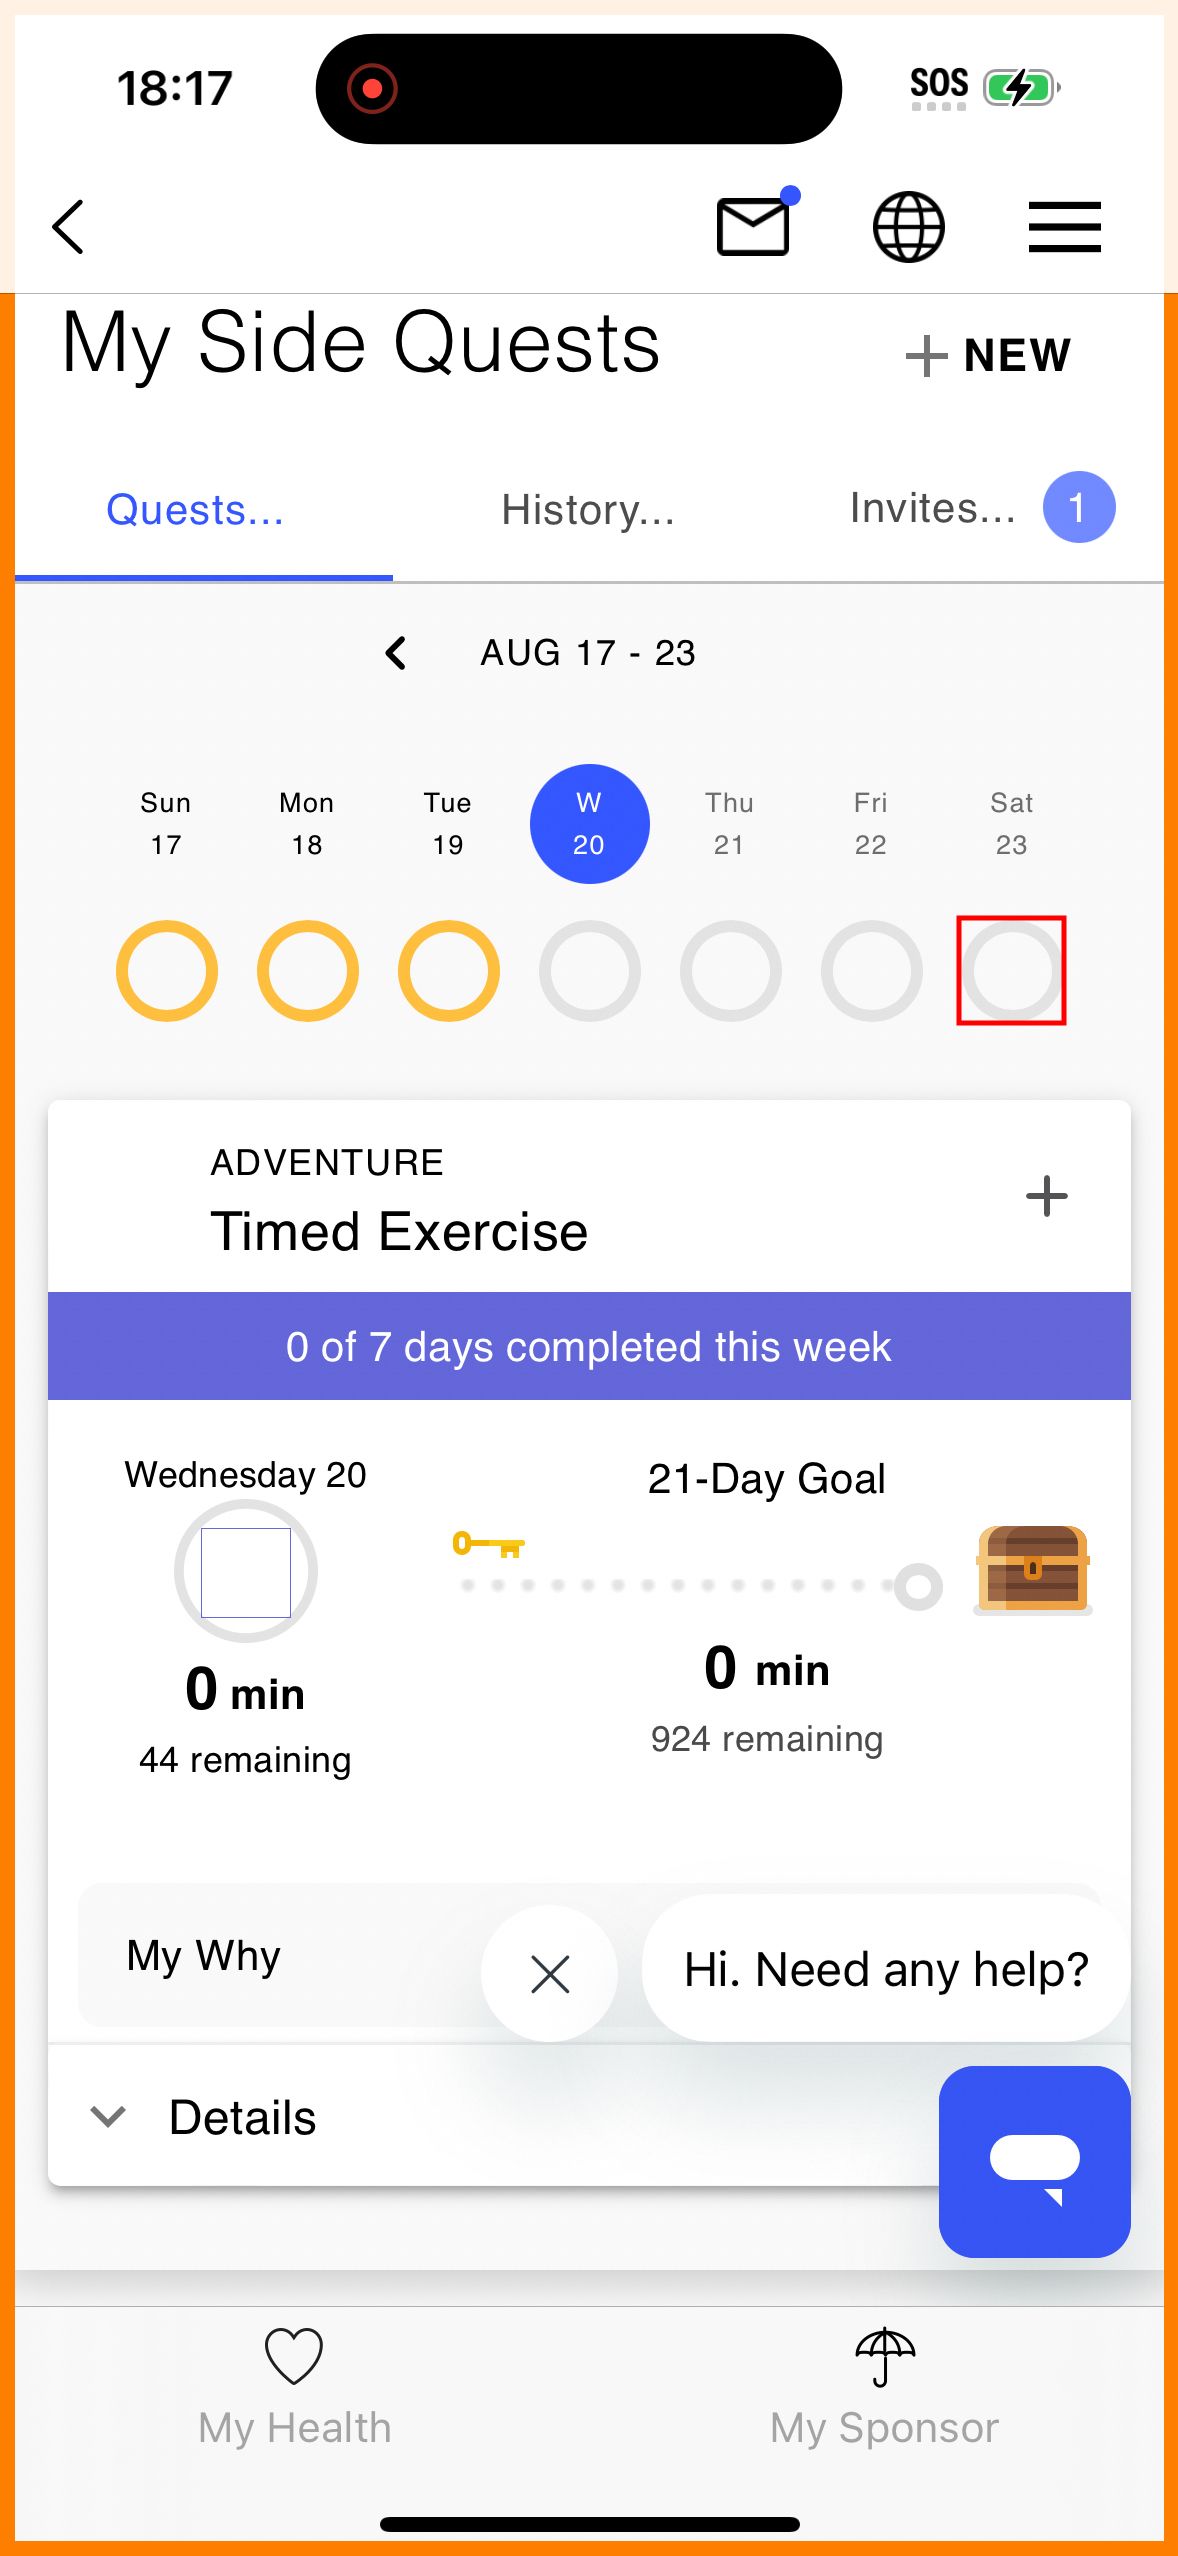 18:17
SOS
My Side Quests
+ NEW
Quests...
History...
Invites... 1
AUG 17 - 23
Sun Mon Tue W Thu Fri Sat
17 18 19 20 21 22 23
ADVENTURE
Timed Exercise
0 of 7 days completed this week
Wednesday 20
0 min
44 remaining
21-Day Goal
0 min
924 remaining
My Why
Hi. Need any help?
Details
My Health
My Sponsor